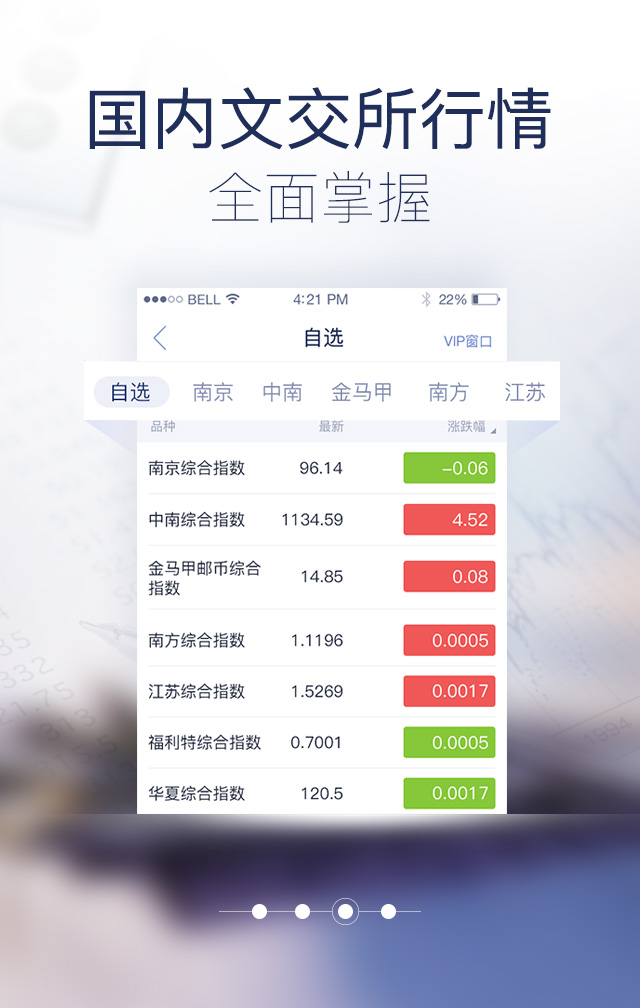 国内文交所行情
全面掌握
BELL 4:21 PM 22%
自选 VIP窗口
自选 南京 中南 金马甲 南方 江苏
品种 最新 涨跌幅
南京综合指数 96.14 −0.06
中南综合指数 1134.59 4.52
金马甲邮币综合
指数 14.85 0.08
南方综合指数 1.1196 0.0005
江苏综合指数 1.5269 0.0017
福利特综合指数 0.7001 0.0005
华夏综合指数 120.5 0.0017
1994